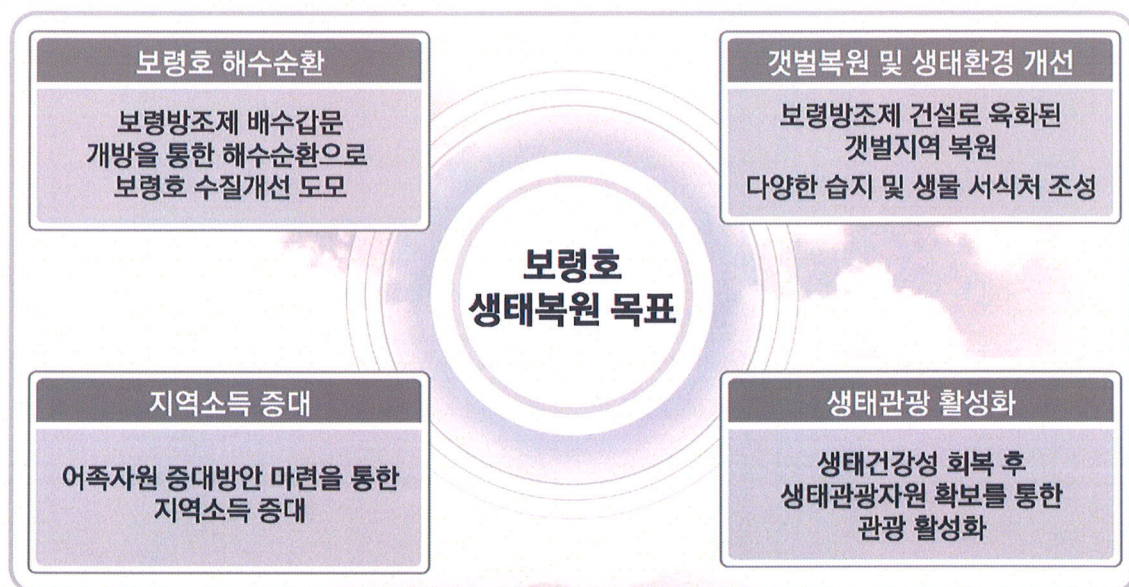 보령호 해수순환
보령방조제 배수갑문
개방을 통한 해수순환으로
보령호 수질개선 도모
갯벌복원 및 생태환경 개선
보령방조제 건설로 육화된
갯벌지역 복원
다양한 습지 및 생물 서식처 조성
보령호
생태복원 목표
지역소득 증대
어족자원 증대방안 마련을 통한
지역소득 증대
생태관광 활성화
생태건강성 회복 후
생태관광자원 확보를 통한
관광 활성화